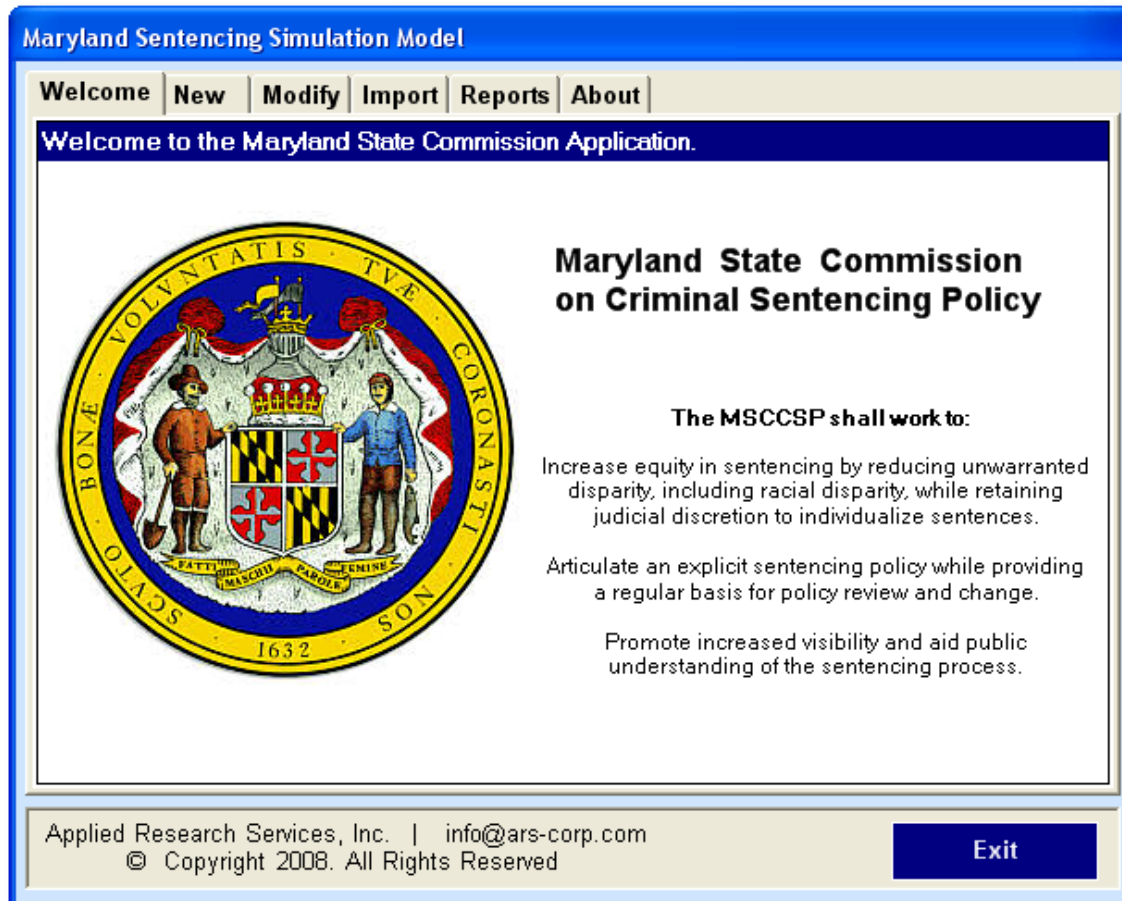 Maryland Sentencing Simulation Model
Welcome New Modify Import Reports About
Welcome to the Maryland State Commission Application.
SCVTO · BONÆ · VOLVNTATIS · TVÆ · CORONASTI · NOS
1632
FATTI MASCHII PAROLE FEMINE
Maryland State Commission
on Criminal Sentencing Policy
The MSCCSP shall work to:
Increase equity in sentencing by reducing unwarranted
disparity, including racial disparity, while retaining
judicial discretion to individualize sentences.
Articulate an explicit sentencing policy while providing
a regular basis for policy review and change.
Promote increased visibility and aid public
understanding of the sentencing process.
Applied Research Services, Inc. | info@ars-corp.com
© Copyright 2008. All Rights Reserved
Exit